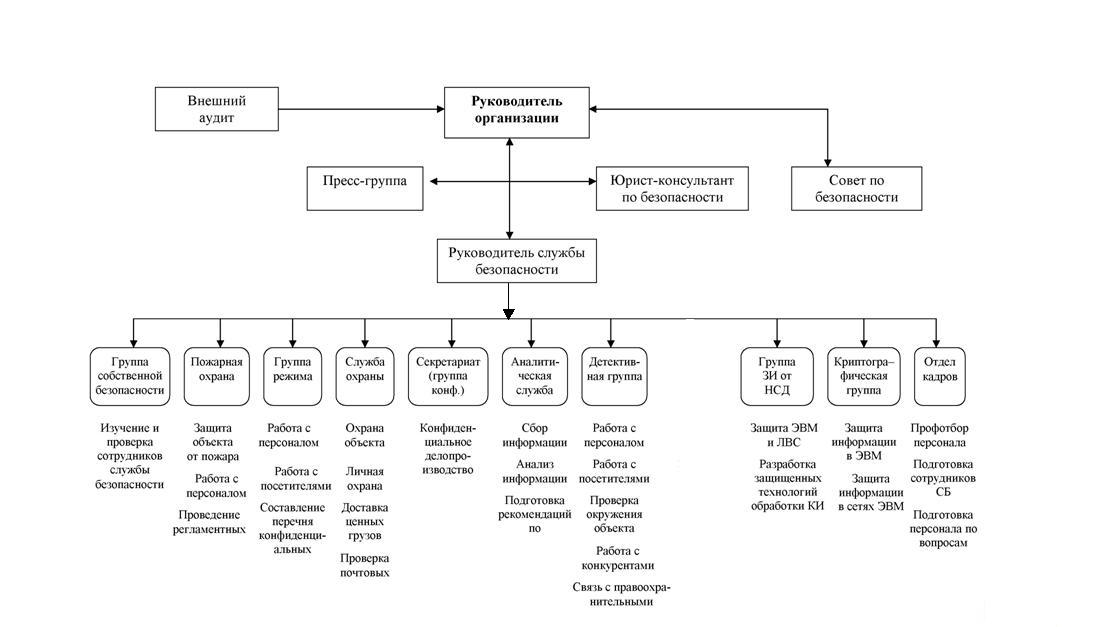 Внешний
аудит
Руководитель
организации
Пресс-группа
Юрист-консультант
по безопасности
Совет по
безопасности
Руководитель службы
безопасности
Группа
собственной
безопасности
Пожарная
охрана
Группа
режима
Служба
охраны
Секретариат
(группа
конф.)
Аналити-
ческая
служба
Детектив-
ная группа
Группа
ЗИ от
НСД
Криптогра-
фическая
группа
Отдел
кадров
Изучение и
проверка
сотрудников
службы
безопасности
Защита
объекта
от пожара
Работа с
персоналом
Проведение
регламентных
Работа с
персоналом
Работа с
посетителями
Составление
перечня
конфиденци-
альных
Охрана
объекта
Личная
охрана
Доставка
ценных
грузов
Проверка
почтовых
Конфиден-
циальное
делопро-
изводство
Сбор
информации
Анализ
информации
Подготовка
рекомендаций
по
Работа с
персоналом
Работа с
посетителями
Проверка
окружения
объекта
Работа с
конкурентами
Связь с правоохра-
нительными
Защита ЭВМ
и ЛВС
Разработка
защищенных
технологий
обработки КИ
Защита
информации
в ЭВМ
Защита
информации
в сетях ЭВМ
Профотбор
персонала
Подготовка
сотрудников
СБ
Подготовка
персонала по
вопросам